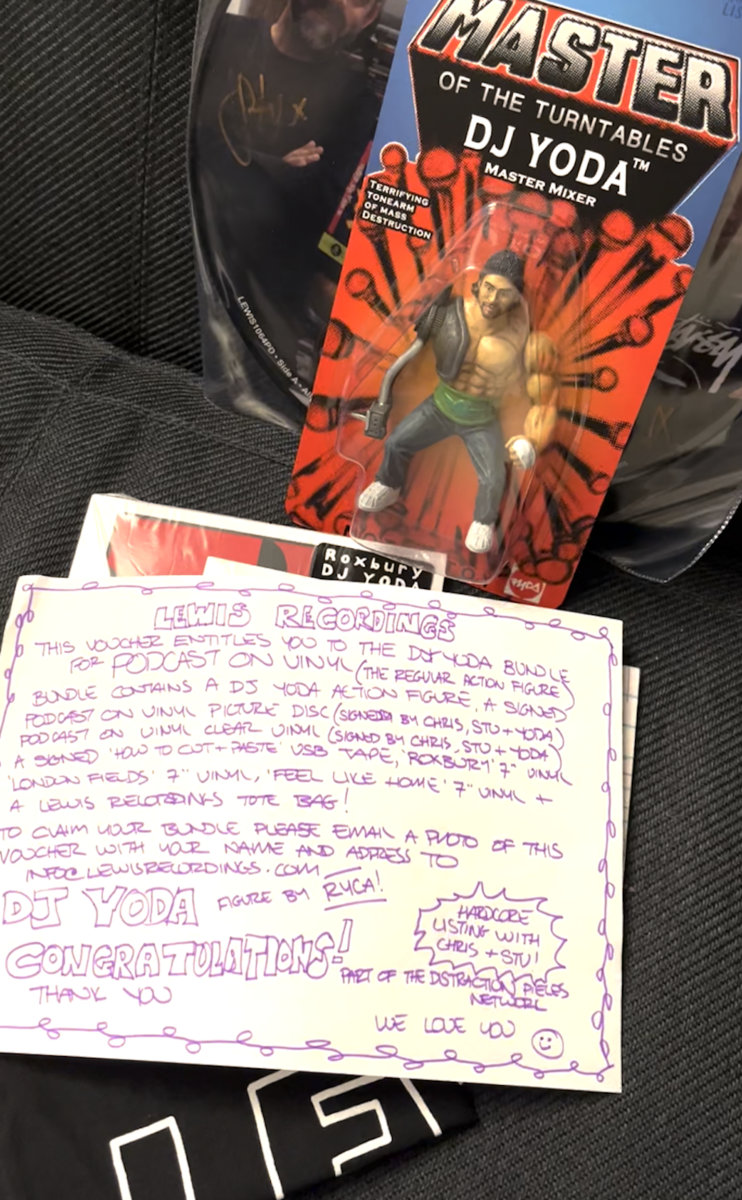 LIS
MASTER
OF THE TURNTABLES
DJ YODA™
MASTER MIXER
TERRIFYING
TONEARM
OF MASS
DESTRUCTION
LEWIS1064PD • Side A •
RYCA
Roxbury
DJ YODA
LEWIS RECORDINGS
THIS VOUCHER ENTITLES YOU TO THE DJ YODA BUNDLE
FOR PODCAST ON VINYL (THE REGULAR ACTION FIGURE)
BUNDLE CONTAINS A DJ YODA ACTION FIGURE, A SIGNED
PODCAST ON VINYL PICTURE DISC (SIGNED BY CHRIS, STU + YODA)
PODCAST ON VINYL CLEAR VINYL (SIGNED BY CHRIS, STU + YODA)
A SIGNED 'HOW TO CUT + PASTE' USB TAPE, 'ROXBURY' 7" VINYL
'LONDON FIELDS' 7" VINYL, 'FEEL LIKE HOME' 7" VINYL +
A LEWIS RECORDINGS TOTE BAG!
TO CLAIM YOUR BUNDLE PLEASE EMAIL A PHOTO OF THIS
VOUCHER WITH YOUR NAME AND ADDRESS TO
INFO@LEWISRECORDINGS.COM
DJ YODA FIGURE BY RYCA!
CONGRATULATIONS!
THANK YOU
HARDCORE
LISTING WITH
CHRIS + STU!
PART OF THE DISTRACTION PIECES
NETWORK
WE LOVE YOU
LE